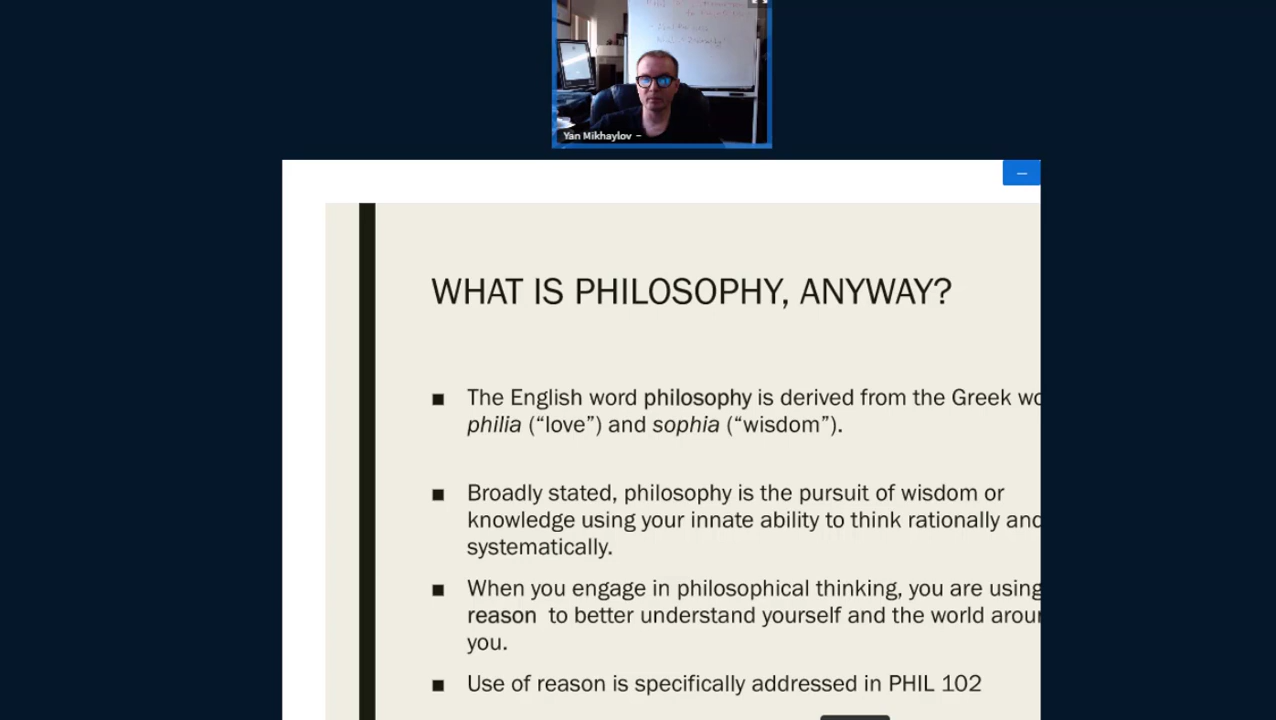 Yan Mikhaylov
WHAT IS PHILOSOPHY, ANYWAY?
■ The English word philosophy is derived from the Greek
philia (“love”) and sophia (“wisdom”).
■ Broadly stated, philosophy is the pursuit of wisdom or
knowledge using your innate ability to think rationally and
systematically.
■ When you engage in philosophical thinking, you are using
reason to better understand yourself and the world
you.
■ Use of reason is specifically addressed in PHIL 102